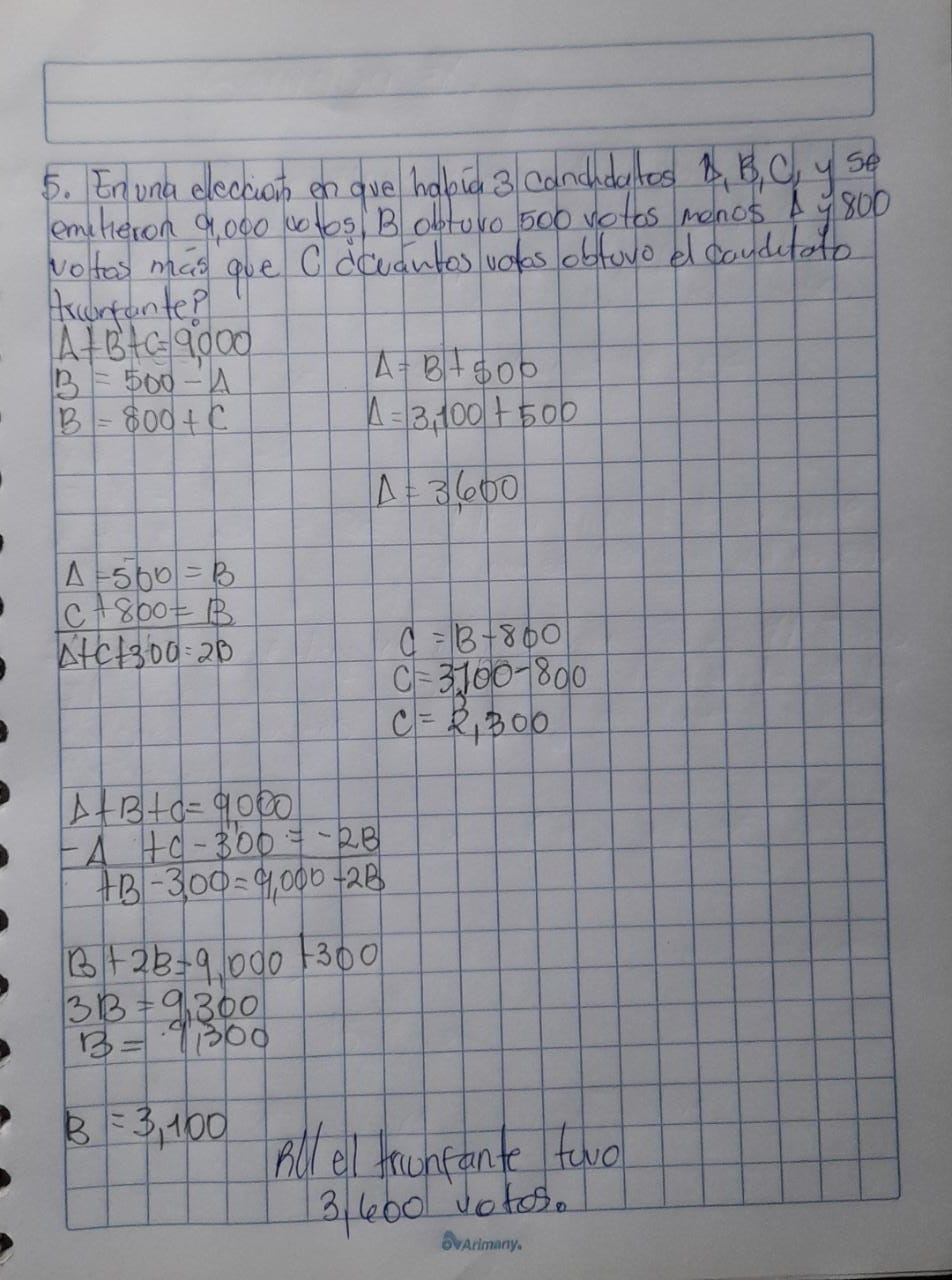 5. En una elección en que había 3 candidatos A, B, C, y se
emitieron 9,000 votos, B obtuvo 500 votos menos A y 800
votos más que C ¿cuántos votos obtuvo el candidato
triunfante?
A+B+C=9,000
B = 500 - A
B = 800 + C
A = B + 500
A = 3,100 + 500
A = 3,600
A - 500 = B
C + 800 = B
A+C+300 = 2B
C = B - 800
C = 3,100 - 800
C = 2,300
A+B+C = 9,000
-A +C - 300 = -2B
+B - 300 = 9,000 - 2B
B + 2B = 9,000 + 300
3B = 9,300
B = 9,300
B = 3,100
R// el triunfante tuvo
3,600 votos.
Arimany.